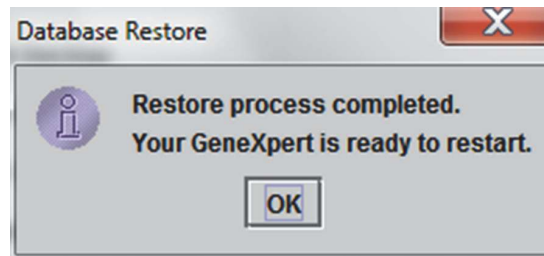 Database Restore
Restore process completed.
Your GeneXpert is ready to restart.
OK